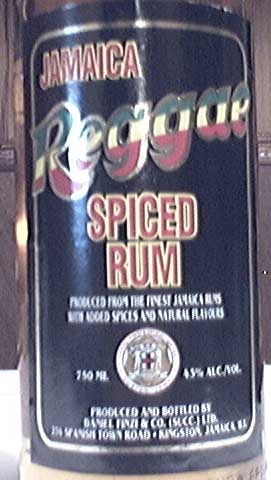 JAMAICA
Reggae
SPICED
RUM
PRODUCED FROM THE FINEST JAMAICA RUMS
WITH ADDED SPICES AND NATURAL FLAVOURS
750 ML 45% ALC./VOL.
PRODUCED AND BOTTLED BY
DANIEL FINZI & CO. (SUCC.) LTD.
SPANISH TOWN ROAD • KINGSTON, JAMAICA